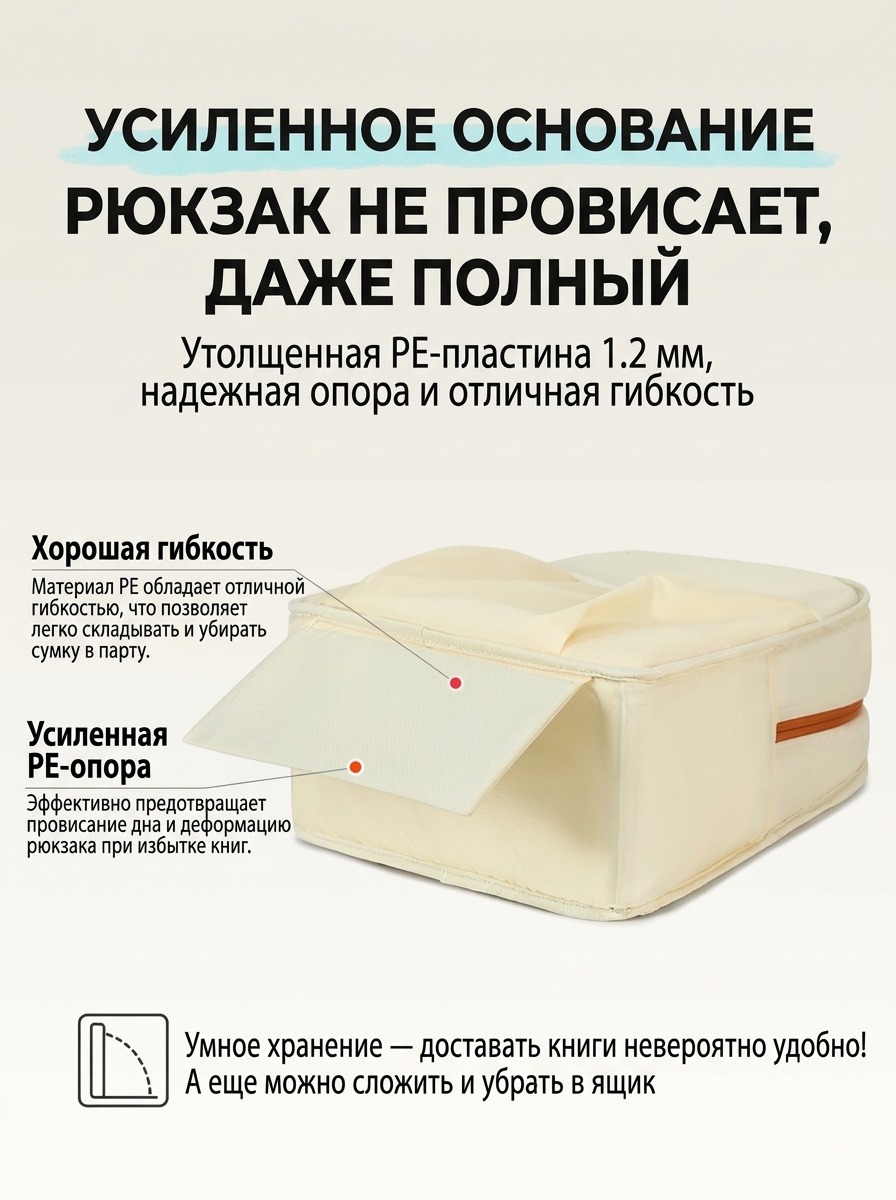 УСИЛЕННОЕ ОСНОВАНИЕ
РЮКЗАК НЕ ПРОВИСАЕТ,
ДАЖЕ ПОЛНЫЙ
Утолщенная PE-пластина 1.2 мм,
надежная опора и отличная гибкость
Хорошая гибкость
Материал PE обладает отличной
гибкостью, что позволяет
легко складывать и убирать
сумку в парту.
Усиленная
PE-опора
Эффективно предотвращает
провисание дна и деформацию
рюкзака при избытке книг.
Умное хранение — доставать книги невероятно удобно!
А еще можно сложить и убрать в ящик